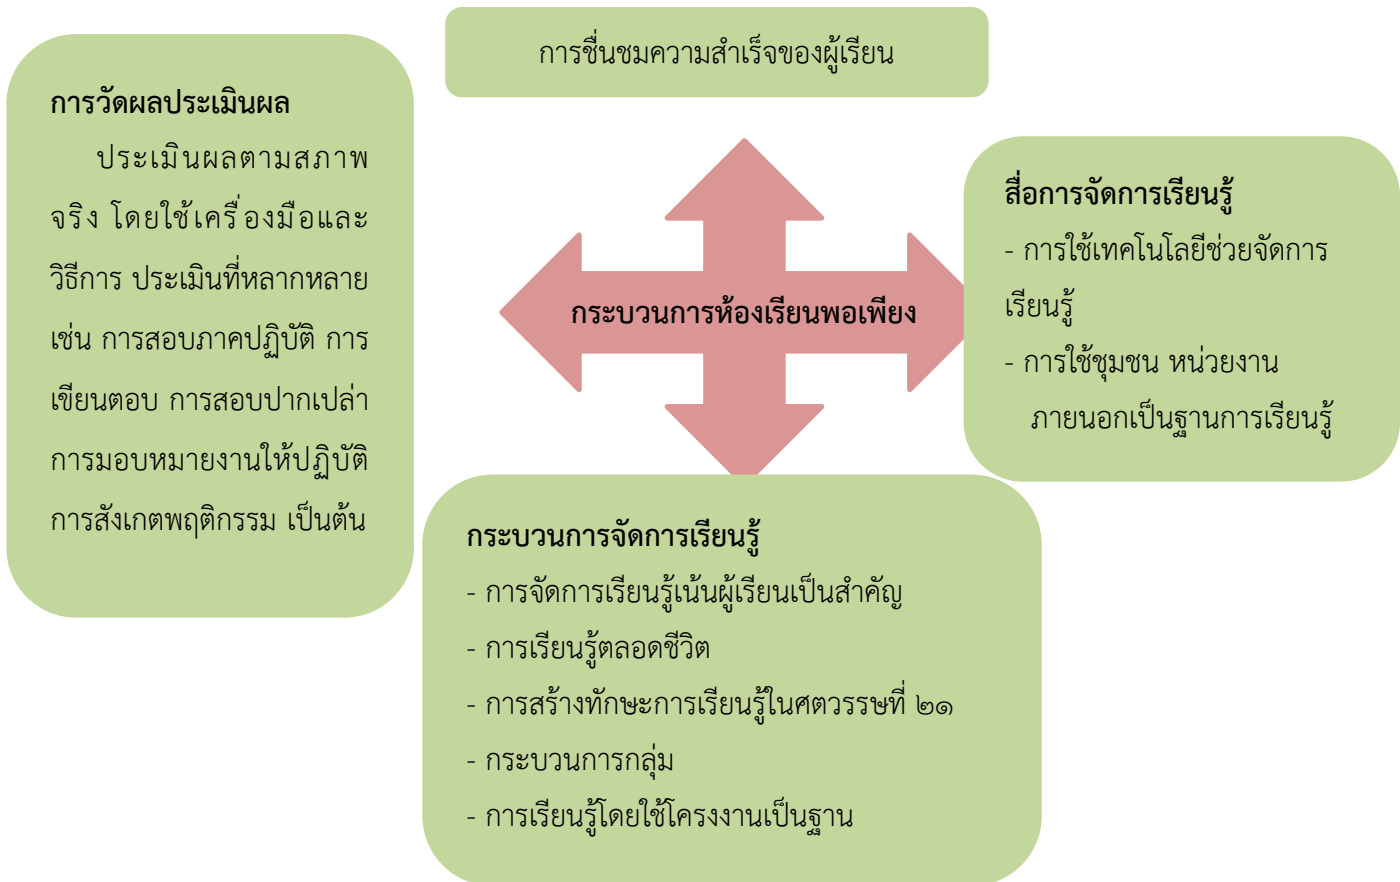 การชื่นชมความสำเร็จของผู้เรียน
การวัดผลประเมินผล
ประเมินผลตามสภาพ
จริง โดยใช้เครื่องมือและ
วิธีการ ประเมินที่หลากหลาย
เช่น การสอบภาคปฏิบัติ การ
เขียนตอบ การสอบปากเปล่า
การมอบหมายงานให้ปฏิบัติ
การสังเกตพฤติกรรม เป็นต้น
กระบวนการห้องเรียนพอเพียง
สื่อการจัดการเรียนรู้
- การใช้เทคโนโลยีช่วยจัดการ
เรียนรู้
- การใช้ชุมชน หน่วยงาน
ภายนอกเป็นฐานการเรียนรู้
กระบวนการจัดการเรียนรู้
- การจัดการเรียนรู้เน้นผู้เรียนเป็นสำคัญ
- การเรียนรู้ตลอดชีวิต
- การสร้างทักษะการเรียนรู้ในศตวรรษที่ ๒๑
- กระบวนการกลุ่ม
- การเรียนรู้โดยใช้โครงงานเป็นฐาน